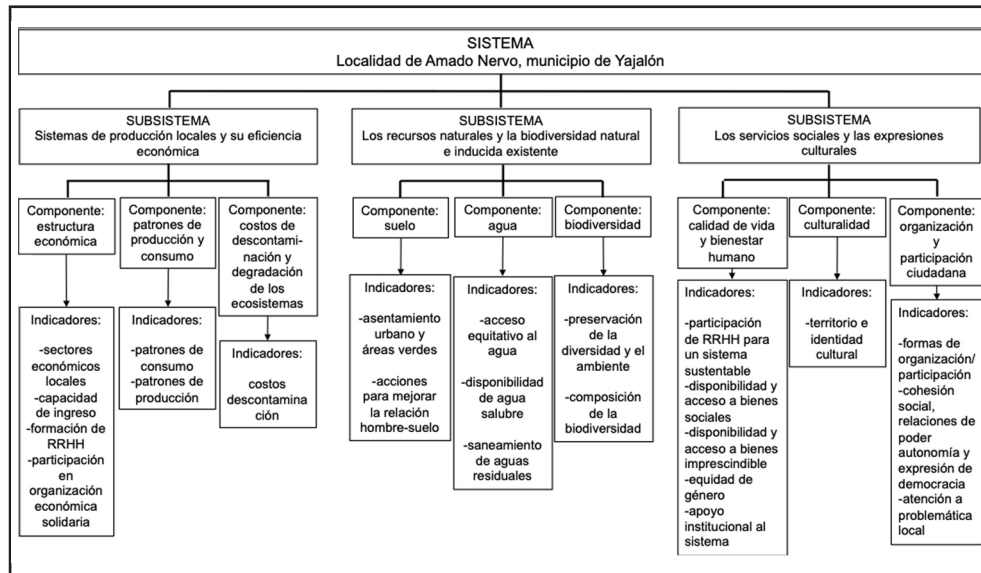 SISTEMA
Localidad de Amado Nervo, municipio de Yajalón
SUBSISTEMA
Sistemas de producción locales y su eficiencia
económica
SUBSISTEMA
Los recursos naturales y la biodiversidad natural
e inducida existente
SUBSISTEMA
Los servicios sociales y las expresiones
culturales
Componente:
estructura
económica
Componente:
patrones de
producción y
consumo
Componente:
costos de
descontami-
nación y
degradación
de los
ecosistemas
Componente:
suelo
Componente:
agua
Componente:
biodiversidad
Componente:
calidad de vida
y bienestar
humano
Componente:
culturalidad
Componente:
organización
y
participación
ciudadana
Indicadores:
-sectores
económicos
locales
-capacidad
de ingreso
-formación de
RRHH
-participación
en
organización
económica
solidaria
Indicadores:
-patrones de
consumo
-patrones de
producción
Indicadores:
costos
descontamina
ción
Indicadores:
-asentamiento
urbano y
áreas verdes
-acciones
para mejorar
la relación
hombre-suelo
Indicadores:
-acceso
equitativo al
agua
-disponibilidad
de agua
salubre
-saneamiento
de aguas
residuales
Indicadores:
-preservación
de la
diversidad y el
ambiente
-composición
de la
biodiversidad
Indicadores:
-participación
de RRHH para
un sistema
sustentable
-disponibilidad y
acceso a bienes
sociales
-disponibilidad y
acceso a bienes
imprescindible
-equidad de
género
-apoyo
institucional al
sistema
Indicadores:
-territorio e
identidad
cultural
Indicadores:
-formas de
organización/
participación
-cohesión
social,
relaciones de
poder
autonomía y
expresión de
democracia
-atención a
problemática
local